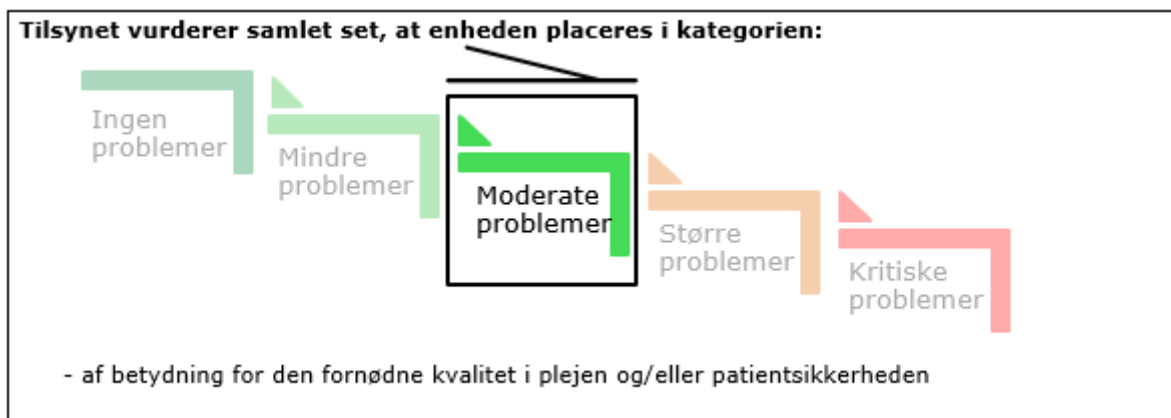 Tilsynet vurderer samlet set, at enheden placeres i kategorien:
Ingen
problemer
Mindre
problemer
Moderate
problemer
Større
problemer
Kritiske
problemer
- af betydning for den fornødne kvalitet i plejen og/eller patientsikkerheden